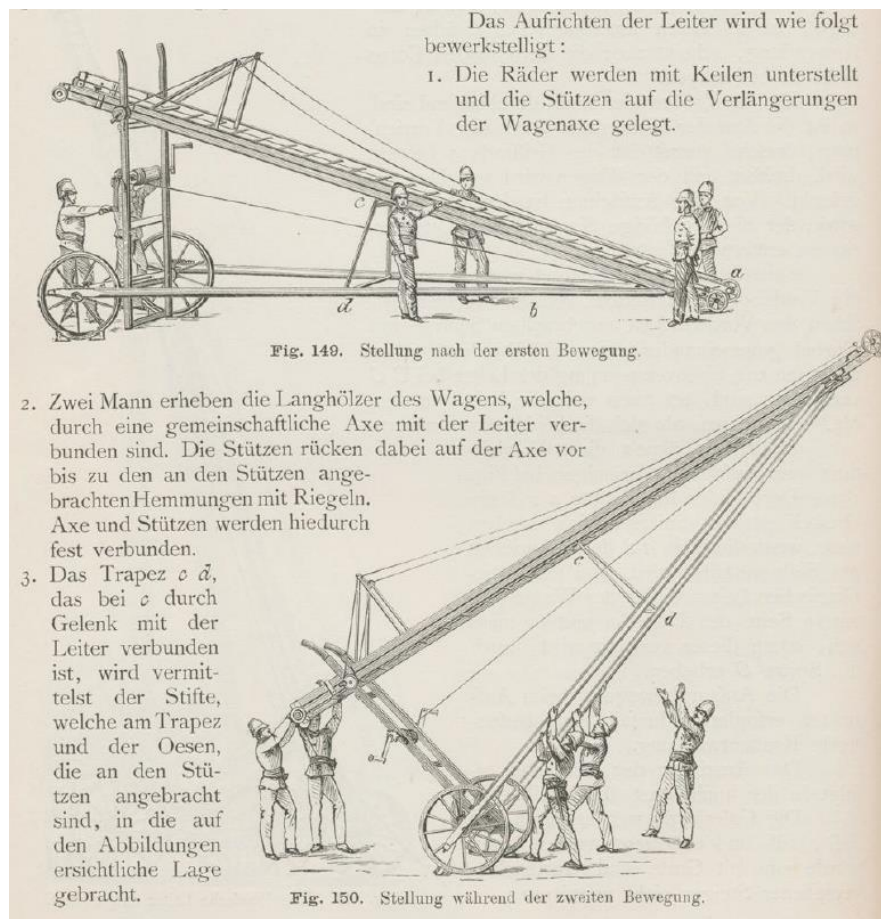 Das Aufrichten der Leiter wird wie folgt
bewerkstelligt :
1. Die Räder werden mit Keilen unterstellt
und die Stützen auf die Verlängerungen
der Wagenaxe gelegt.
c
a
d
b
Fig. 149. Stellung nach der ersten Bewegung.
2. Zwei Mann erheben die Langhölzer des Wagens, welche,
durch eine gemeinschaftliche Axe mit der Leiter ver-
bunden sind. Die Stützen rücken dabei auf der Axe vor
bis zu den an den Stützen ange-
brachten Hemmungen mit Riegeln.
Axe und Stützen werden hiedurch
fest verbunden.
3. Das Trapez c d,
das bei c durch
Gelenk mit der
Leiter verbunden
ist, wird vermit-
telst der Stifte,
welche am Trapez
und der Oesen,
die an den Stü-
tzen angebracht
sind, in die auf
den Abbildungen
ersichtliche Lage
gebracht.
c
d
Fig. 150. Stellung während der zweiten Bewegung.